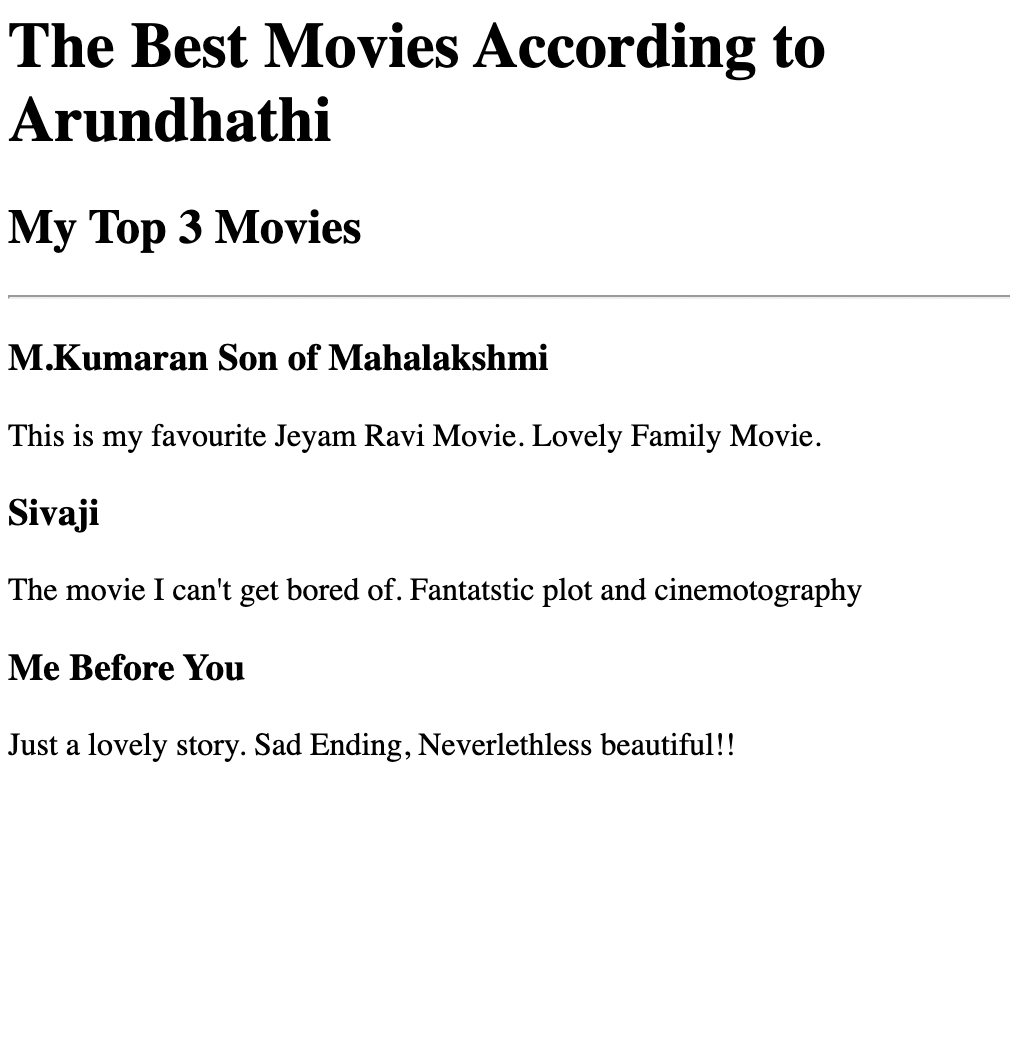 The Best Movies According to
Arundhathi
My Top 3 Movies
M.Kumaran Son of Mahalakshmi
This is my favourite Jeyam Ravi Movie. Lovely Family Movie.
Sivaji
The movie I can't get bored of. Fantatstic plot and cinemotography
Me Before You
Just a lovely story. Sad Ending, Neverlethless beautiful!!